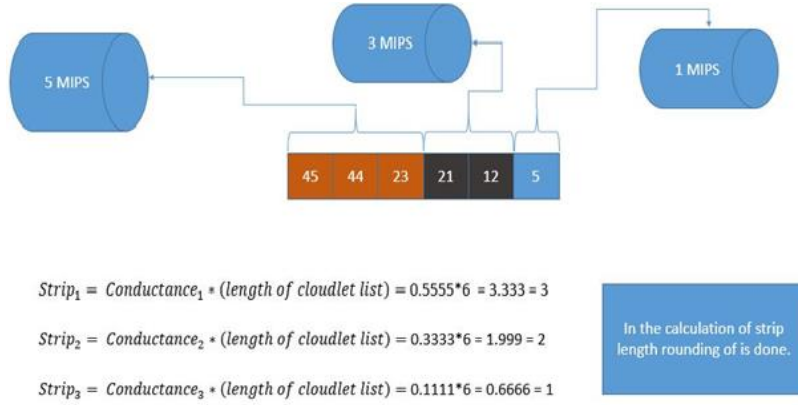 5 MIPS
3 MIPS
1 MIPS
45 44 23 21 12 5
Strip₁ = Conductance₁ * (length of cloudlet list) = 0.5555*6 = 3.333 = 3
Strip₂ = Conductance₂ * (length of cloudlet list) = 0.3333*6 = 1.999 = 2
Strip₃ = Conductance₃ * (length of cloudlet list) = 0.1111*6 = 0.6666 = 1
In the calculation of strip
length rounding of is done.